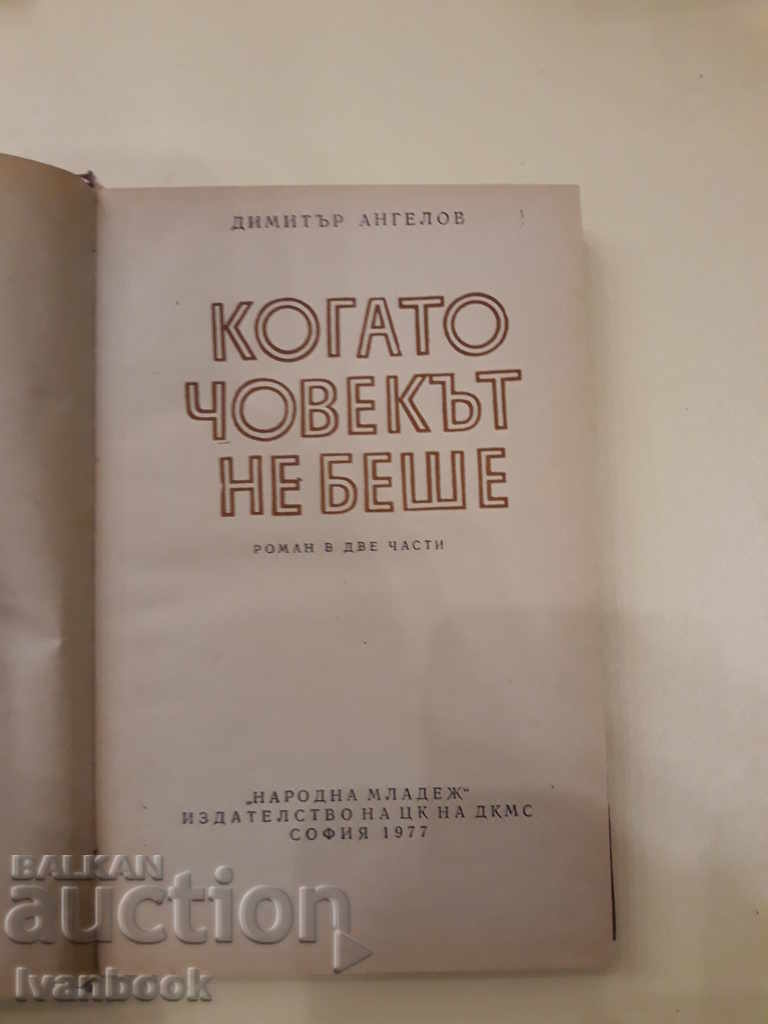 ДИМИТЪР АНГЕЛОВ
КОГАТО
ЧОВЕКЪТ
НЕ БЕШЕ
РОМАН В ДВЕ ЧАСТИ
„НАРОДНА МЛАДЕЖ“
ИЗДАТЕЛСТВО НА ЦК НА ДКМС
СОФИЯ 1977
BALKAN
auction
Ivanbook